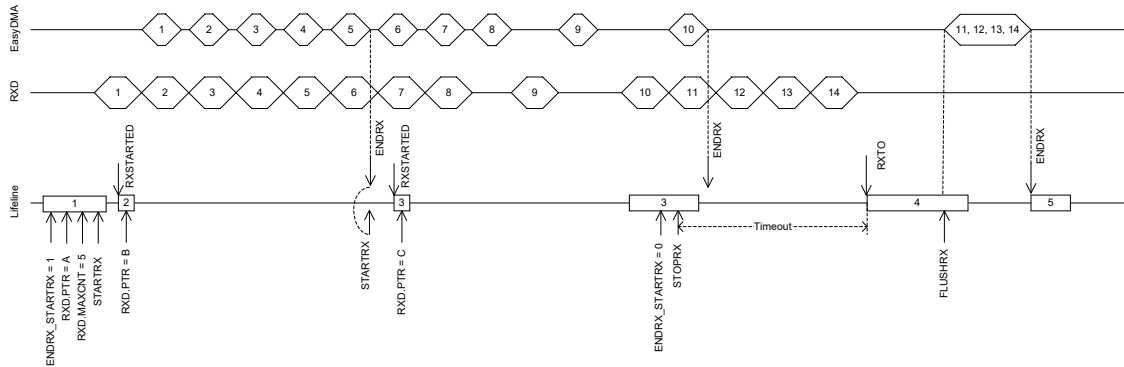 EasyDMA
1
2
3
4
5
6
7
8
9
10
11, 12, 13, 14
RXD
1
2
3
4
5
6
7
8
9
10
11
12
13
14
RXSTARTED
ENDRX
RXSTARTED
ENDRX
RXTO
ENDRX
Lifeline
1
2
3
3
4
5
Timeout
ENDRX_STARTRX = 1
RXD.PTR = A
RXD.MAXCNT = 5
STARTRX
RXD.PTR = B
STARTRX
RXD.PTR = C
ENDRX_STARTRX = 0
STOPRX
FLUSHRX